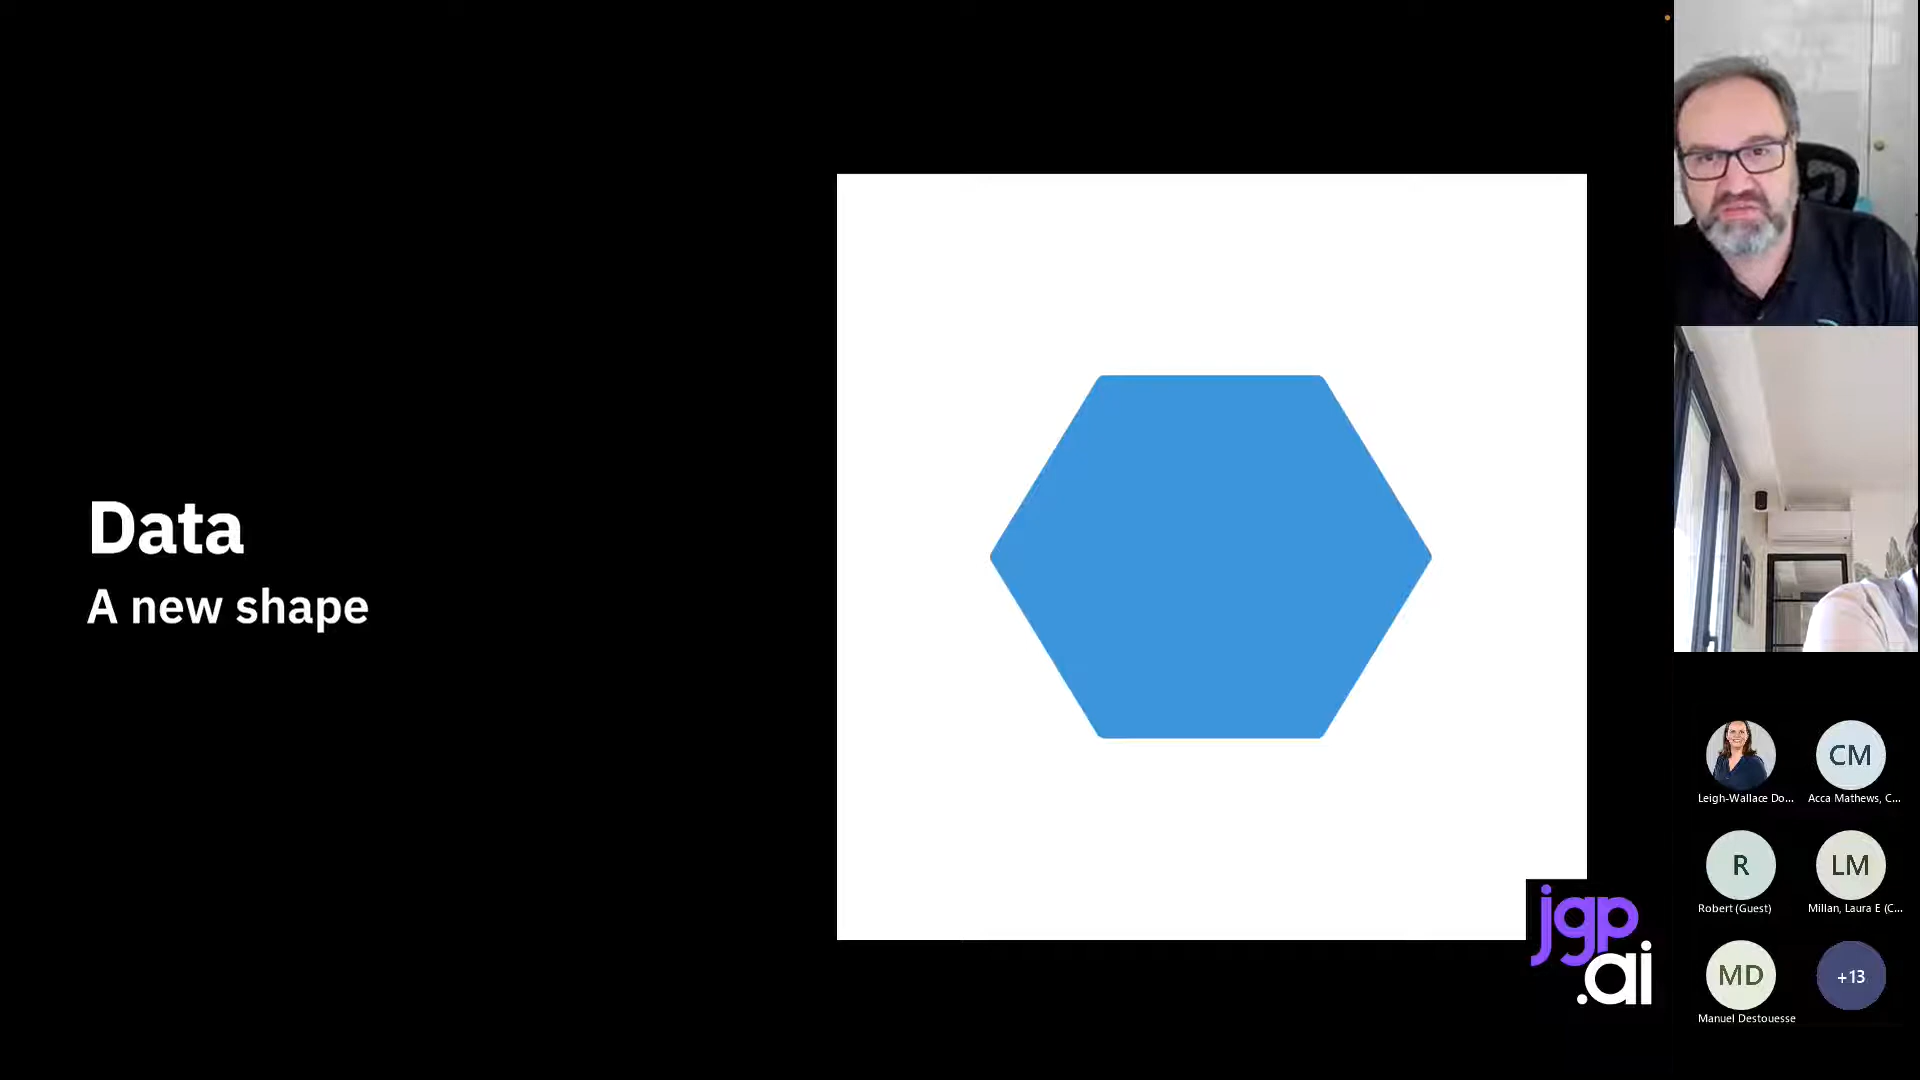 Data
A new shape
jgp
.ai
Leigh-Wallace Do...
CM
Acca Mathews, C...
R
Robert (Guest)
LM
Millan, Laura E (C...
MD
Manuel Destouesse
+13